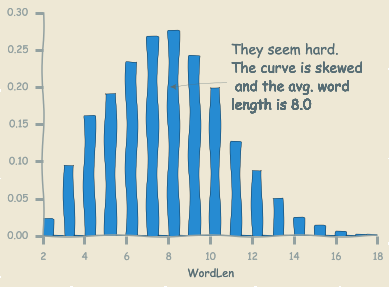 0.30
0.25
0.20
0.15
0.10
0.05
0.00
They seem hard.
The curve is skewed
and the avg. word
length is 8.0
2 4 6 8 10 12 14 16 18
WordLen